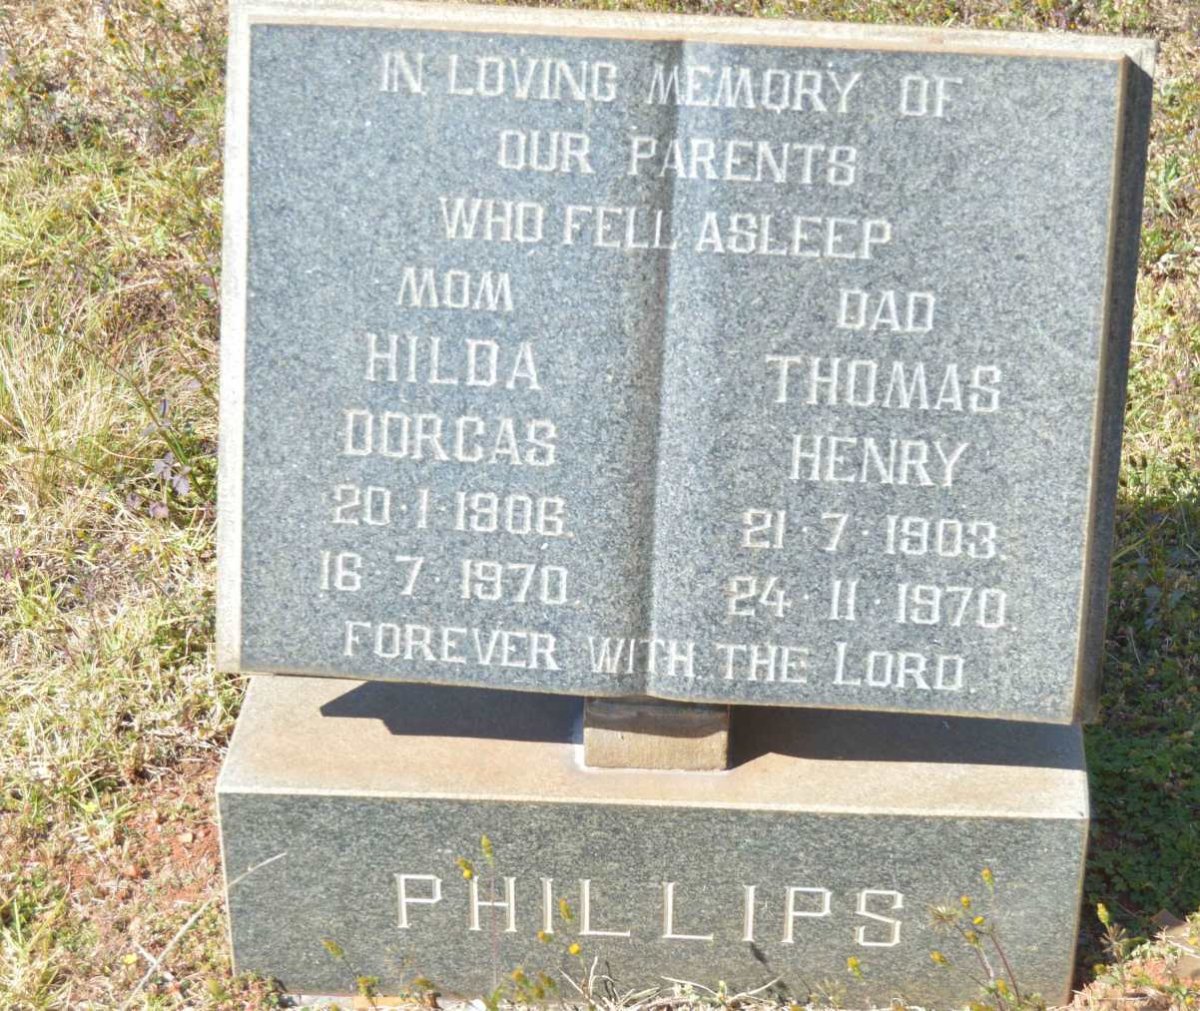 IN LOVING MEMORY OF
OUR PARENTS
WHO FELL ASLEEP
MOM
HILDA
DORCAS
20·1·1906.
16·7·1970.
DAD
THOMAS
HENRY
21·7·1903.
24·11·1970.
FOREVER WITH THE LORD
PHILLIPS